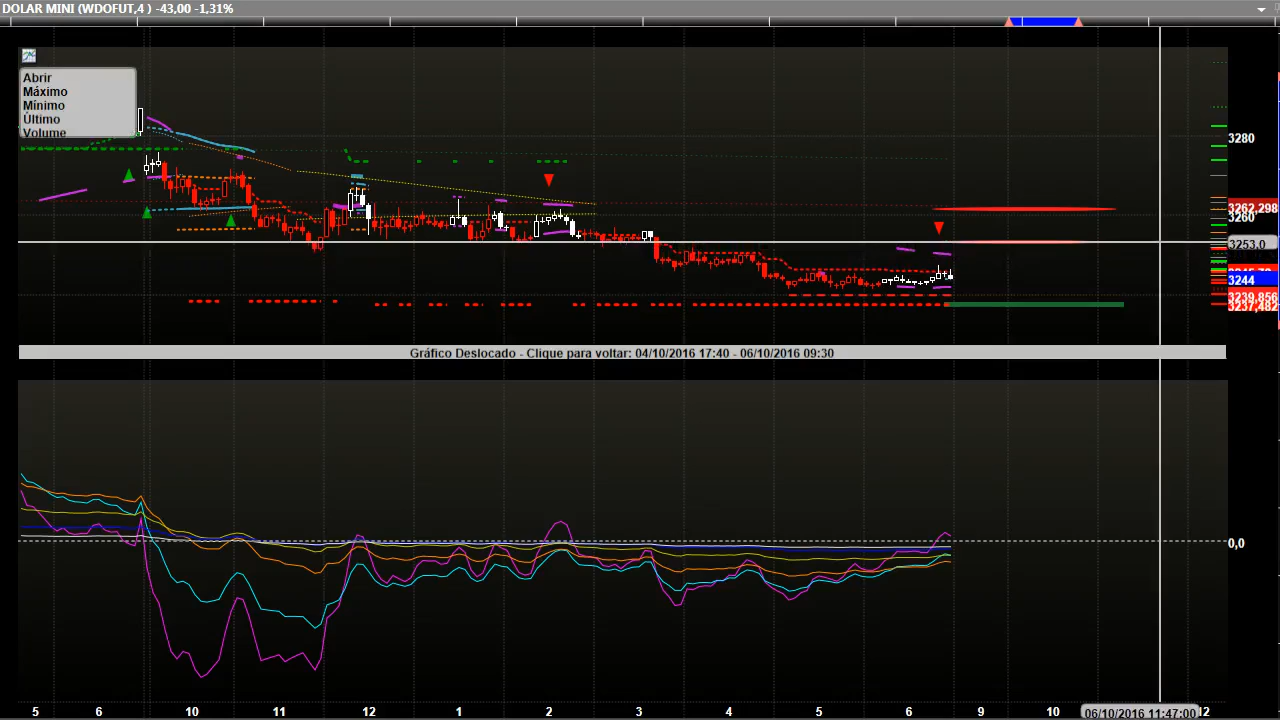 DOLAR MINI (WDOFUT,4 ) -43,00 -1,31%
Abrir
Máximo
Mínimo
Último
Volume
3280
3262,298
3260
3253.0
3244
3239,856
3237,482
Gráfico Deslocado - Clique para voltar: 04/10/2016 17:40 - 06/10/2016 09:30
0,0
5 6 10 11 12 1 2 3 4 5 6 9 10 06/10/2016 11:47:00 12